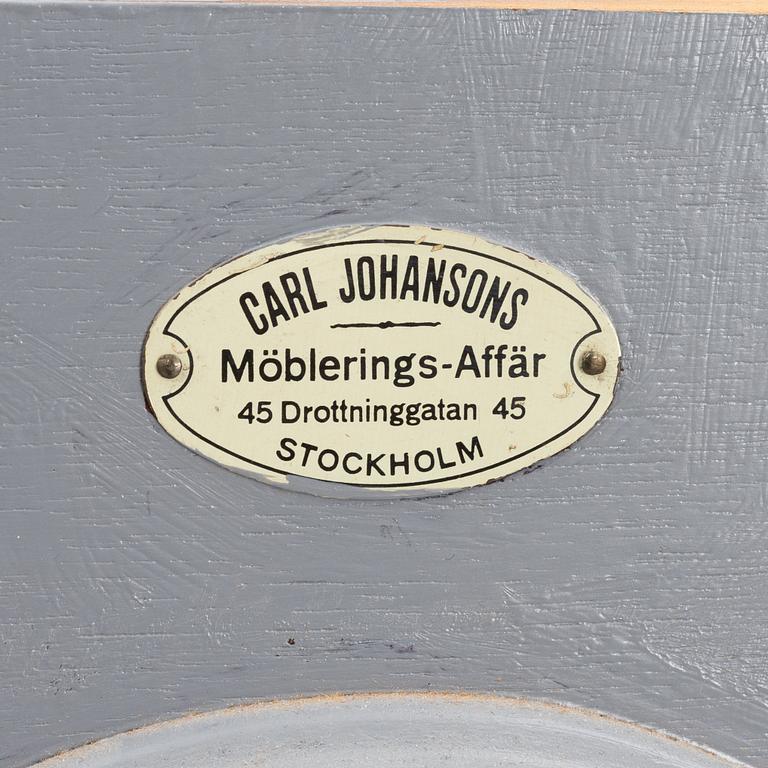 CARL JOHANSONS
Möblerings-Affär
45 Drottninggatan 45
STOCKHOLM